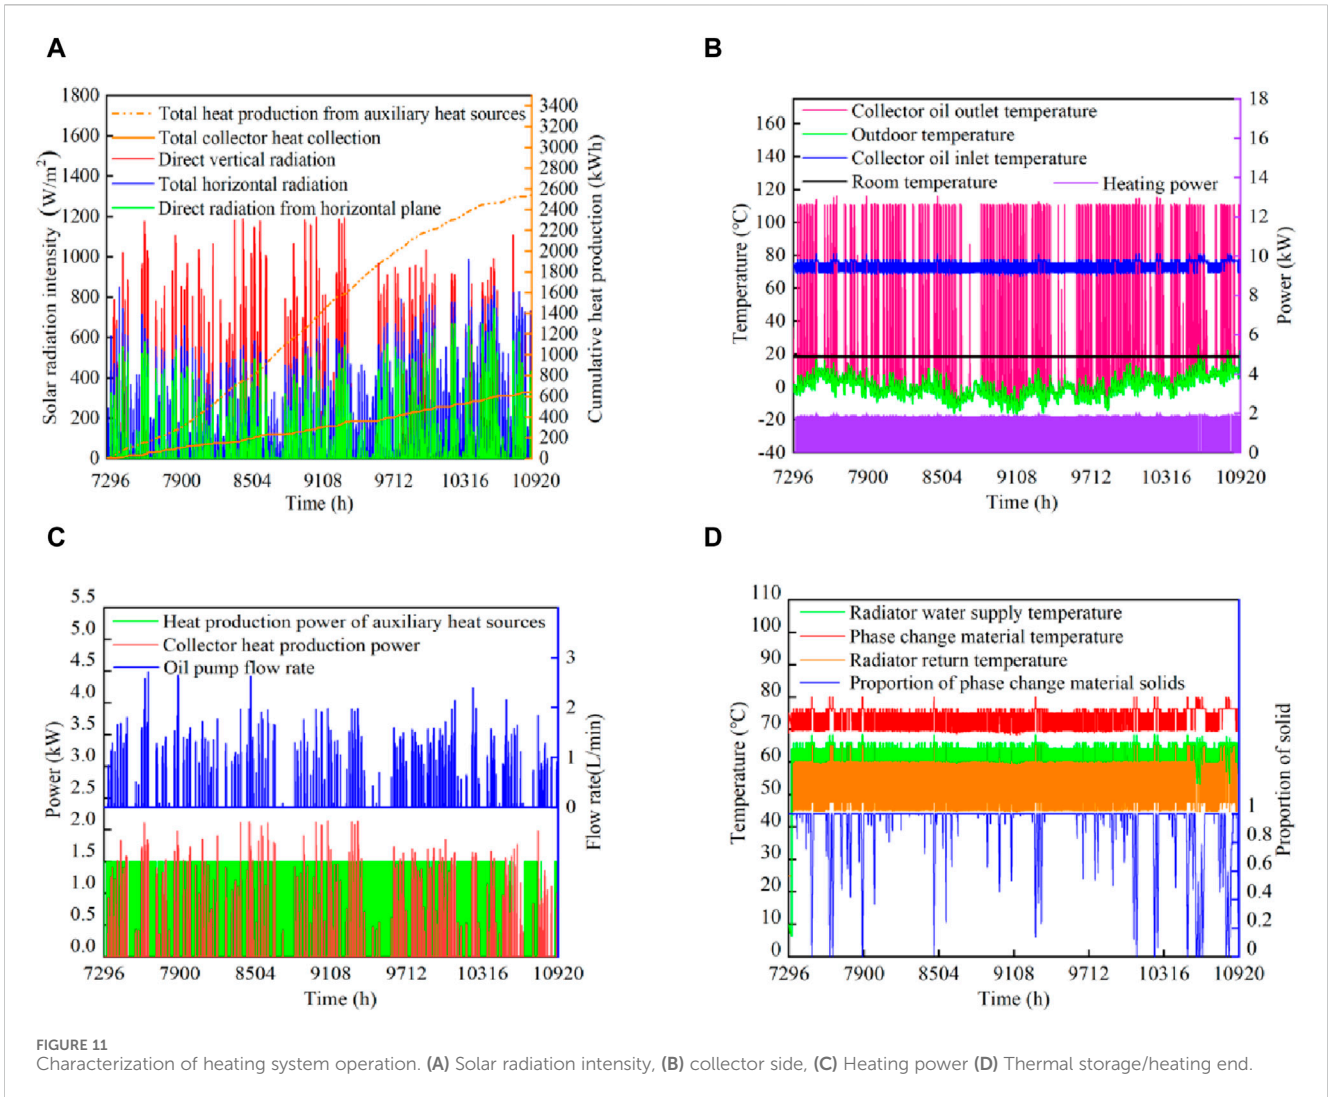 A
Solar radiation intensity (W/m²)
1800
1600
1400
1200
1000
800
600
400
200
0
Total heat production from auxiliary heat sources
Total collector heat collection
Direct vertical radiation
Total horizontal radiation
Direct radiation from horizontal plane
3400
3200
3000
2800
2600
2400
2200
2000
1800
1600
1400
1200
1000
800
600
400
200
0
Cumulative heat production (kWh)
7296 7900 8504 9108 9712 10316 10920
Time (h)
B
Temperature (℃)
160
140
120
100
80
60
40
20
0
-20
-40
Collector oil outlet temperature
Outdoor temperature
Collector oil inlet temperature
Room temperature
Heating power
18
16
14
12
10
8
6
4
2
0
Power (kW)
7296 7900 8504 9108 9712 10316 10920
Time (h)
C
Power (kW)
5.5
5.0
4.5
4.0
3.5
3.0
2.5
2.0
1.5
1.0
0.5
0.0
Heat production power of auxiliary heat sources
Collector heat production power
Oil pump flow rate
3
2
1
0
Flow rate(L/min)
7296 7900 8504 9108 9712 10316 10920
Time (h)
D
Temperature (℃)
110
100
90
80
70
60
50
40
30
20
10
0
Radiator water supply temperature
Phase change material temperature
Radiator return temperature
Proportion of phase change material solids
1
0.8
0.6
0.4
0.2
0
Proportion of solid
7296 7900 8504 9108 9712 10316 10920
Time (h)
FIGURE 11
Characterization of heating system operation. (A) Solar radiation intensity, (B) collector side, (C) Heating power (D) Thermal storage/heating end.